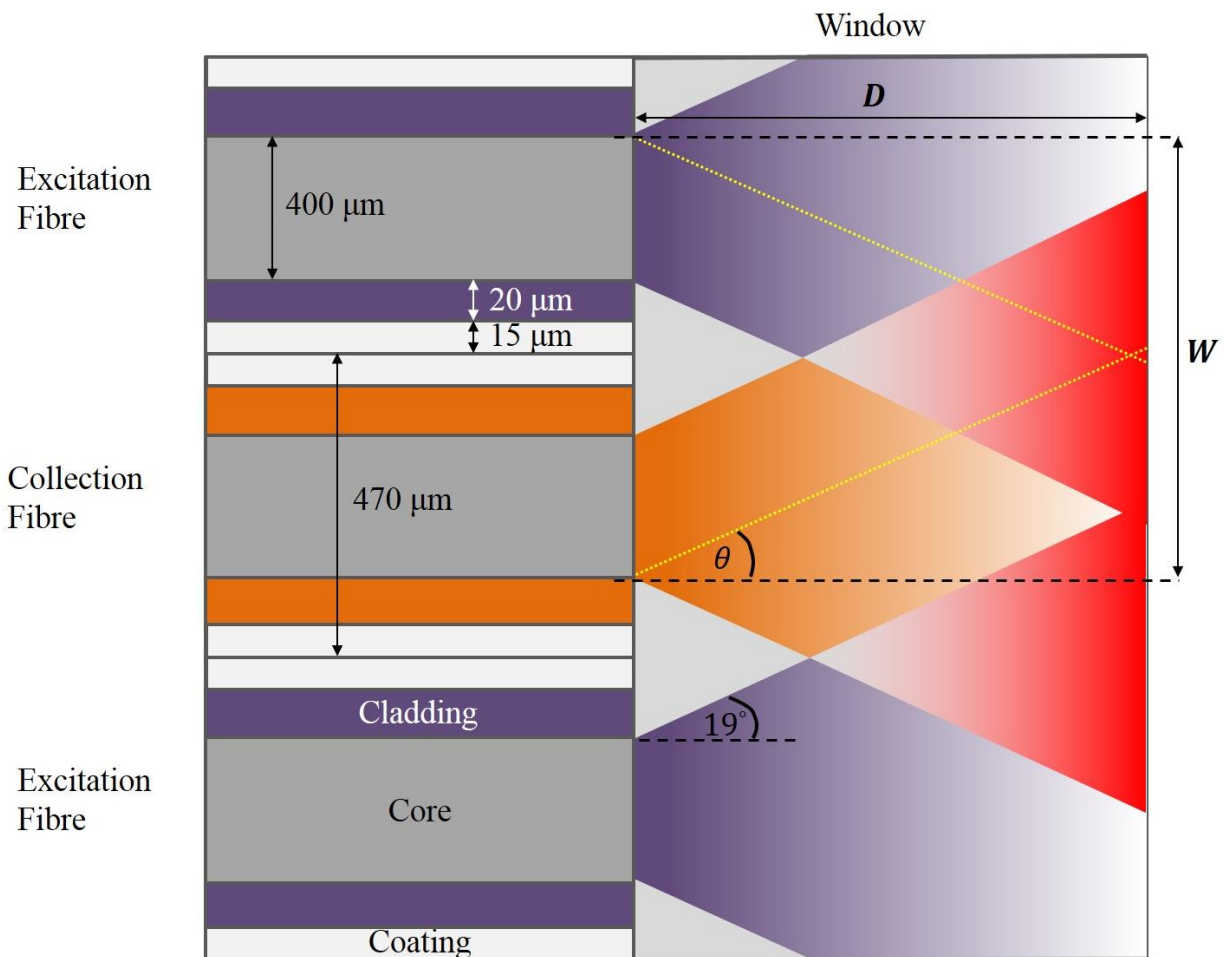 Window
D
Excitation
Fibre
400 μm
20 μm
15 μm
W
Collection
Fibre
470 μm
θ
Cladding
19°
Excitation
Fibre
Core
Coating